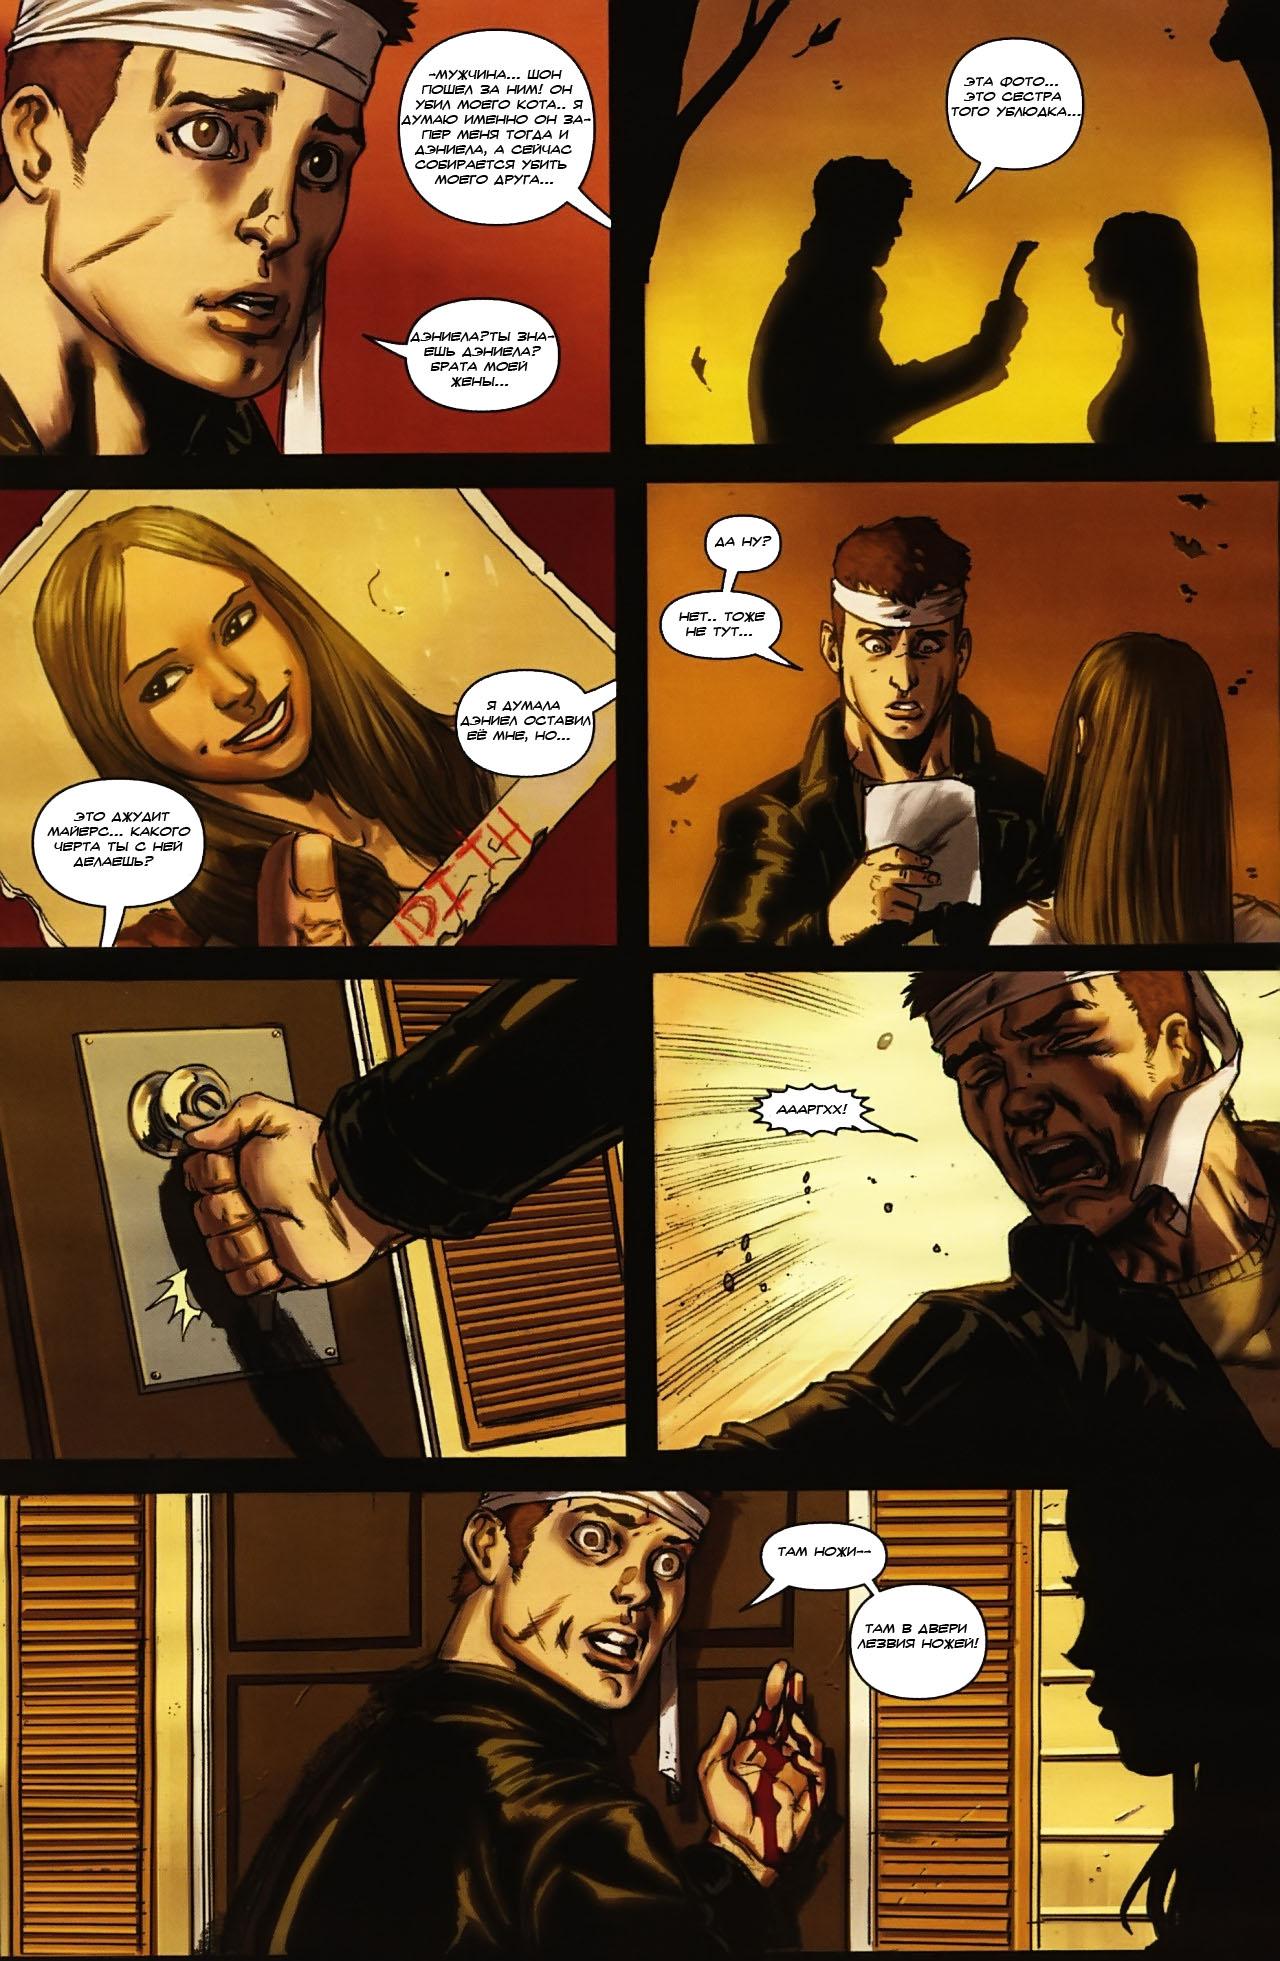 -МУЖЧИНА... ШОН
ПОШЕЛ ЗА НИМ! ОН
УБИЛ МОЕГО КОТА.. Я
ДУМАЮ ИМЕННО ОН ЗА-
ПЕР МЕНЯ ТОГДА И
ДЭНИЕЛА, А СЕЙЧАС
СОБИРАЕТСЯ УБИТЬ
МОЕГО ДРУГА...
ДЭНИЕЛА?ТЫ ЗНА-
ЕШЬ ДЭНИЕЛА?
БРАТА МОЕЙ
ЖЕНЫ...
ЭТА ФОТО...
ЭТО СЕСТРА
ТОГО УБЛЮДКА...
Я ДУМАЛА
ДЭНИЕЛ ОСТАВИЛ
ЕЁ МНЕ, НО...
ЭТО ДЖУДИТ
МАЙЕРС... КАКОГО
ЧЕРТА ТЫ С НЕЙ
ДЕЛАЕШЬ?
UDITH
ДА НУ?
НЕТ.. ТОЖЕ
НЕ ТУТ...
АААРГХХ!
ТАМ НОЖИ--
ТАМ В ДВЕРИ
ЛЕЗВИЯ НОЖЕЙ!